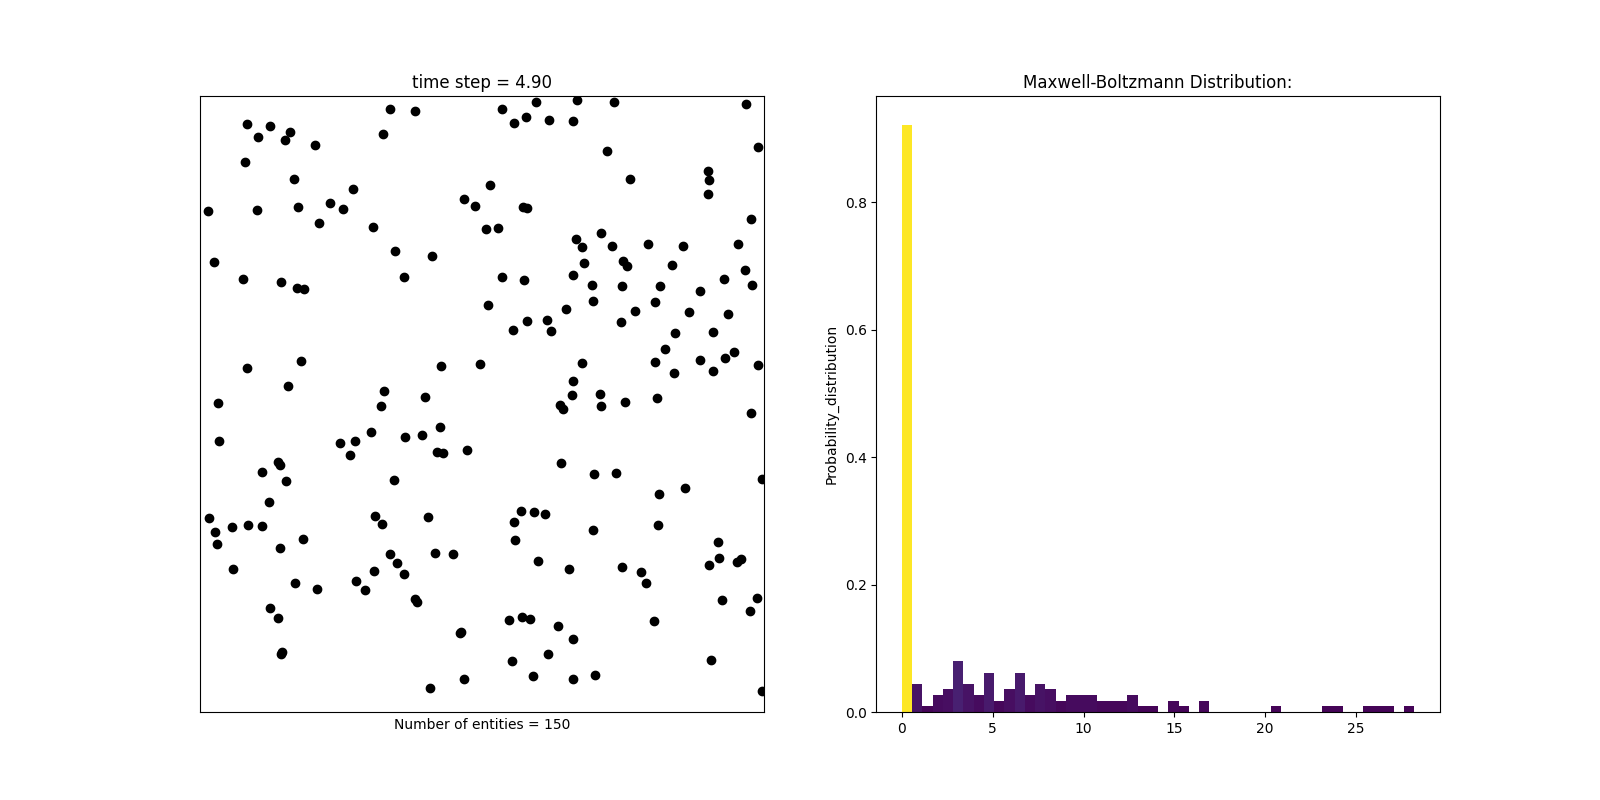 time step = 4.90
Number of entities = 150
Maxwell-Boltzmann Distribution:
Probability_distribution
0.8
0.6
0.4
0.2
0.0
0 5 10 15 20 25